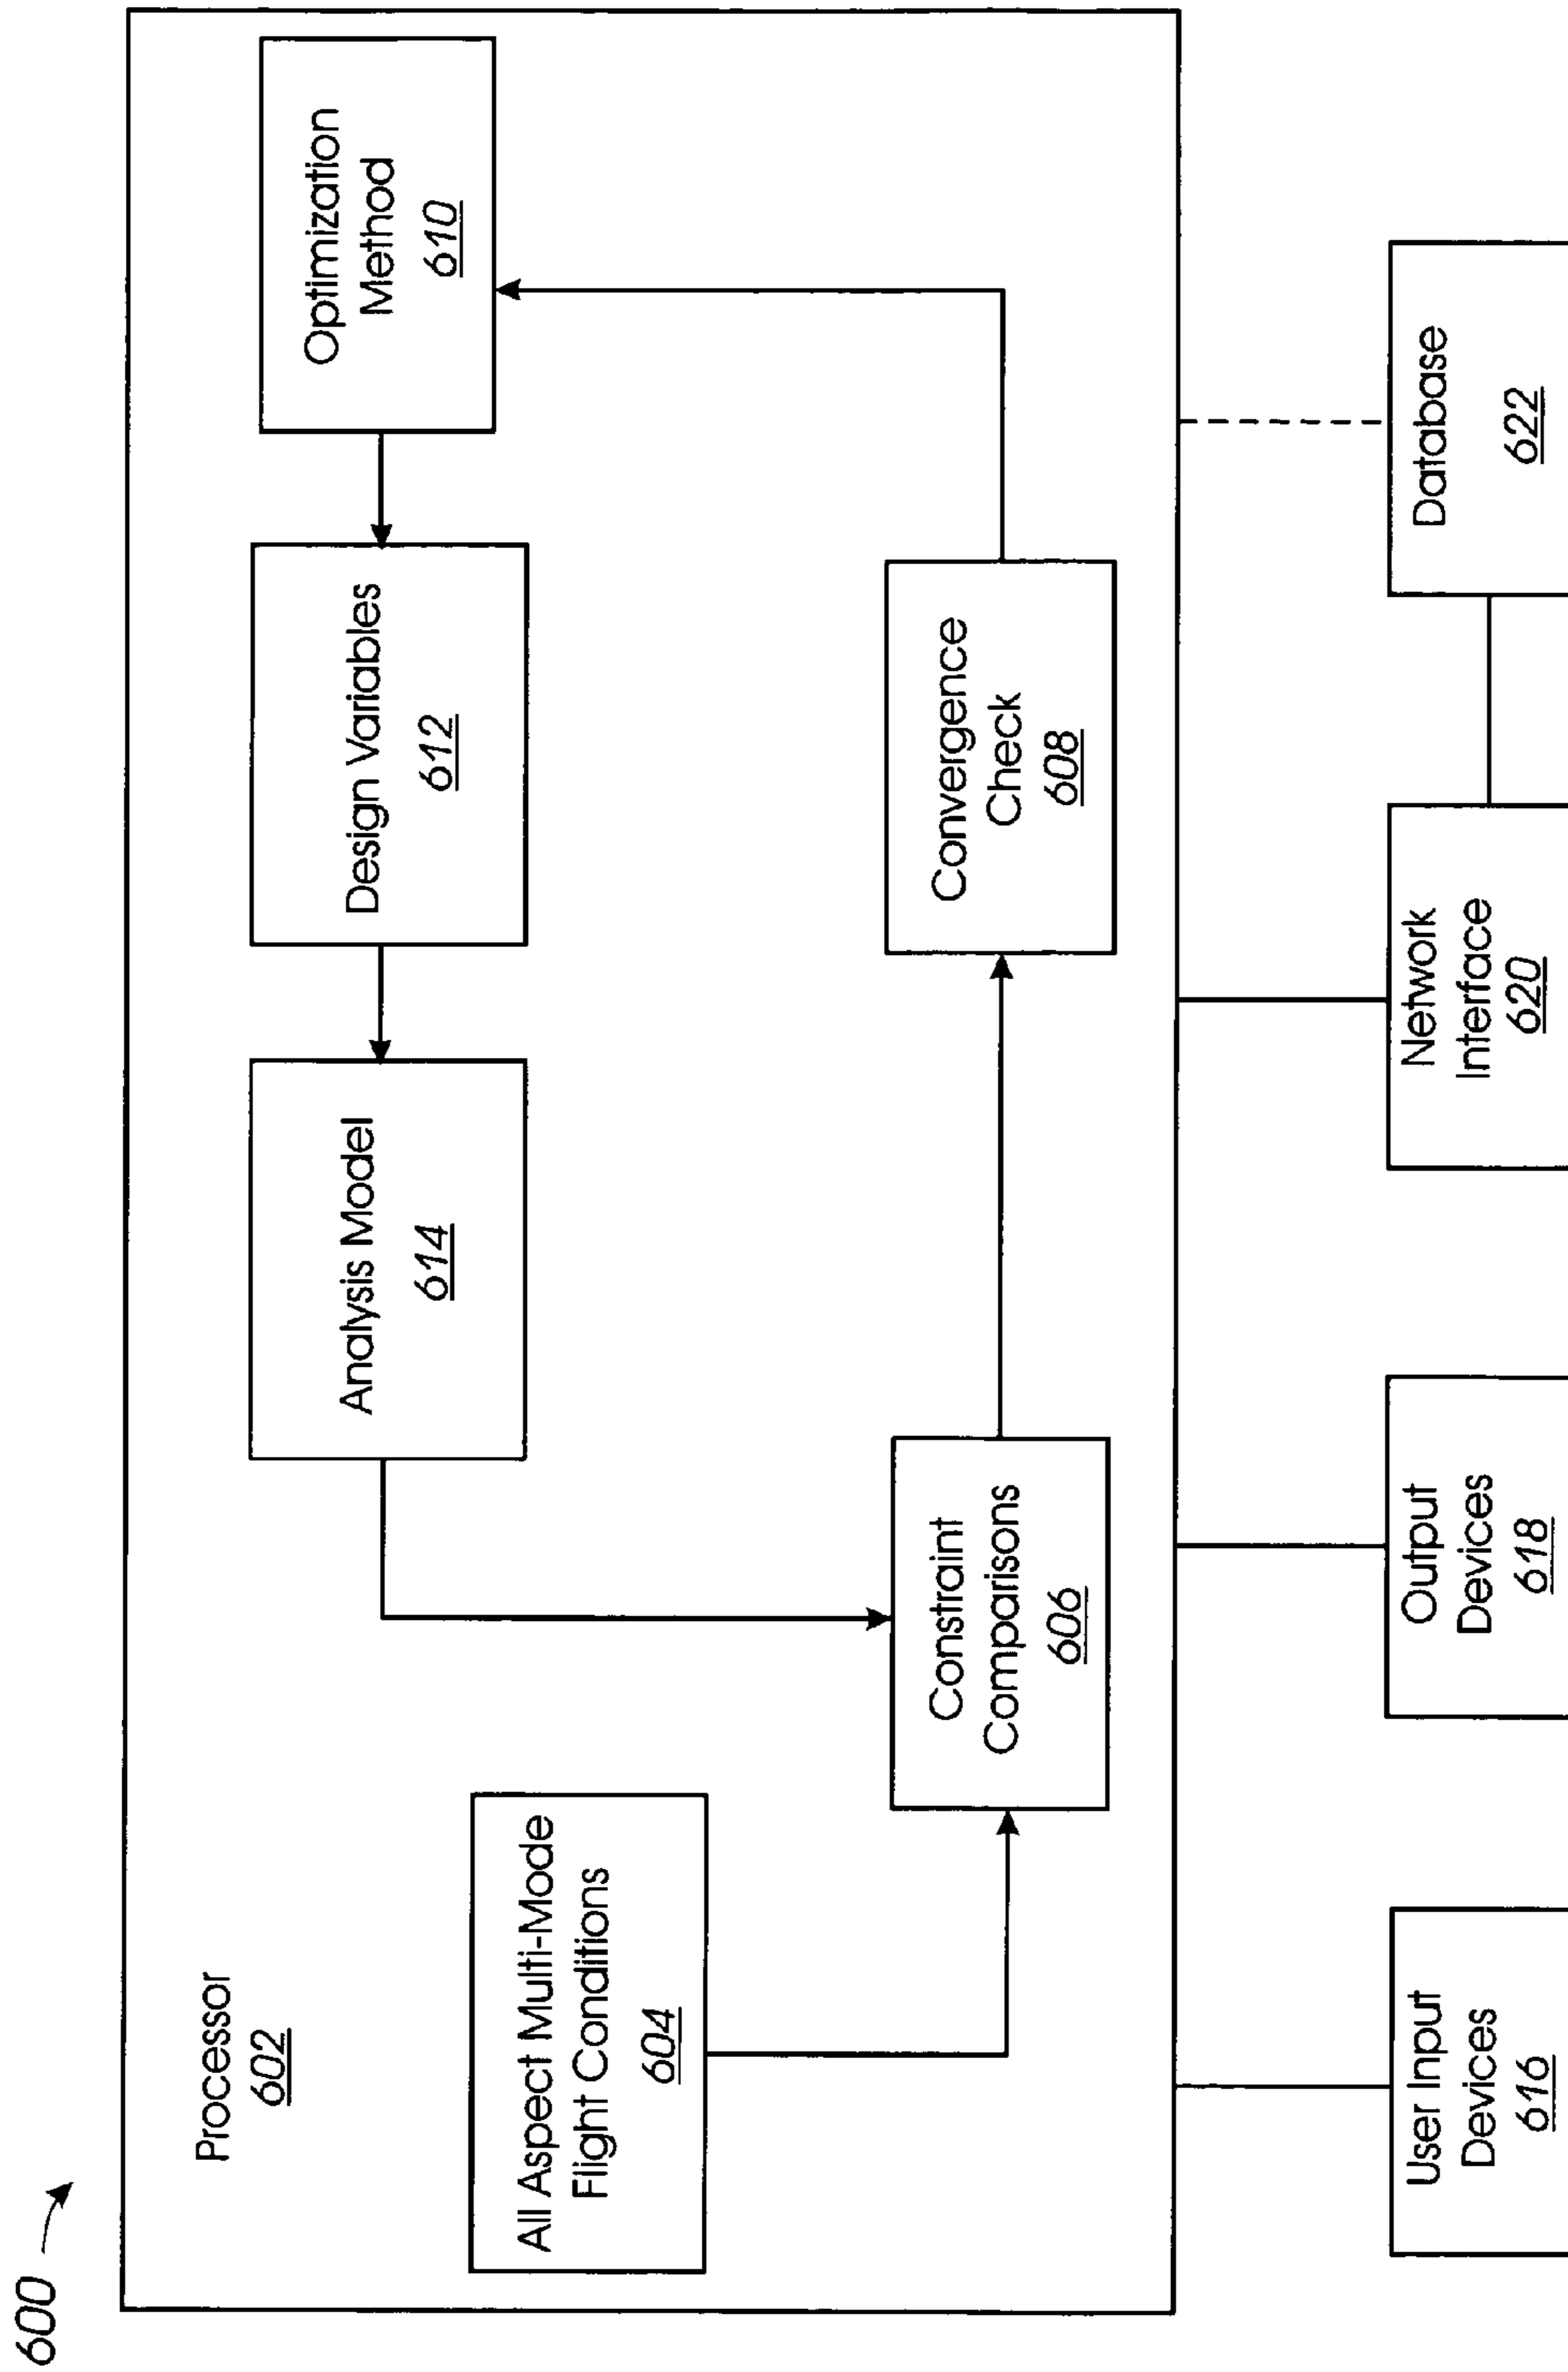 600
Processor
602
All Aspect Multi-Mode
Flight Conditions
604
Analysis Model
614
Design Variables
612
Optimization
Method
610
Constraint
Comparisons
606
Convergence
Check
608
User Input
Devices
616
Output
Devices
618
Network
Interface
620
Database
622